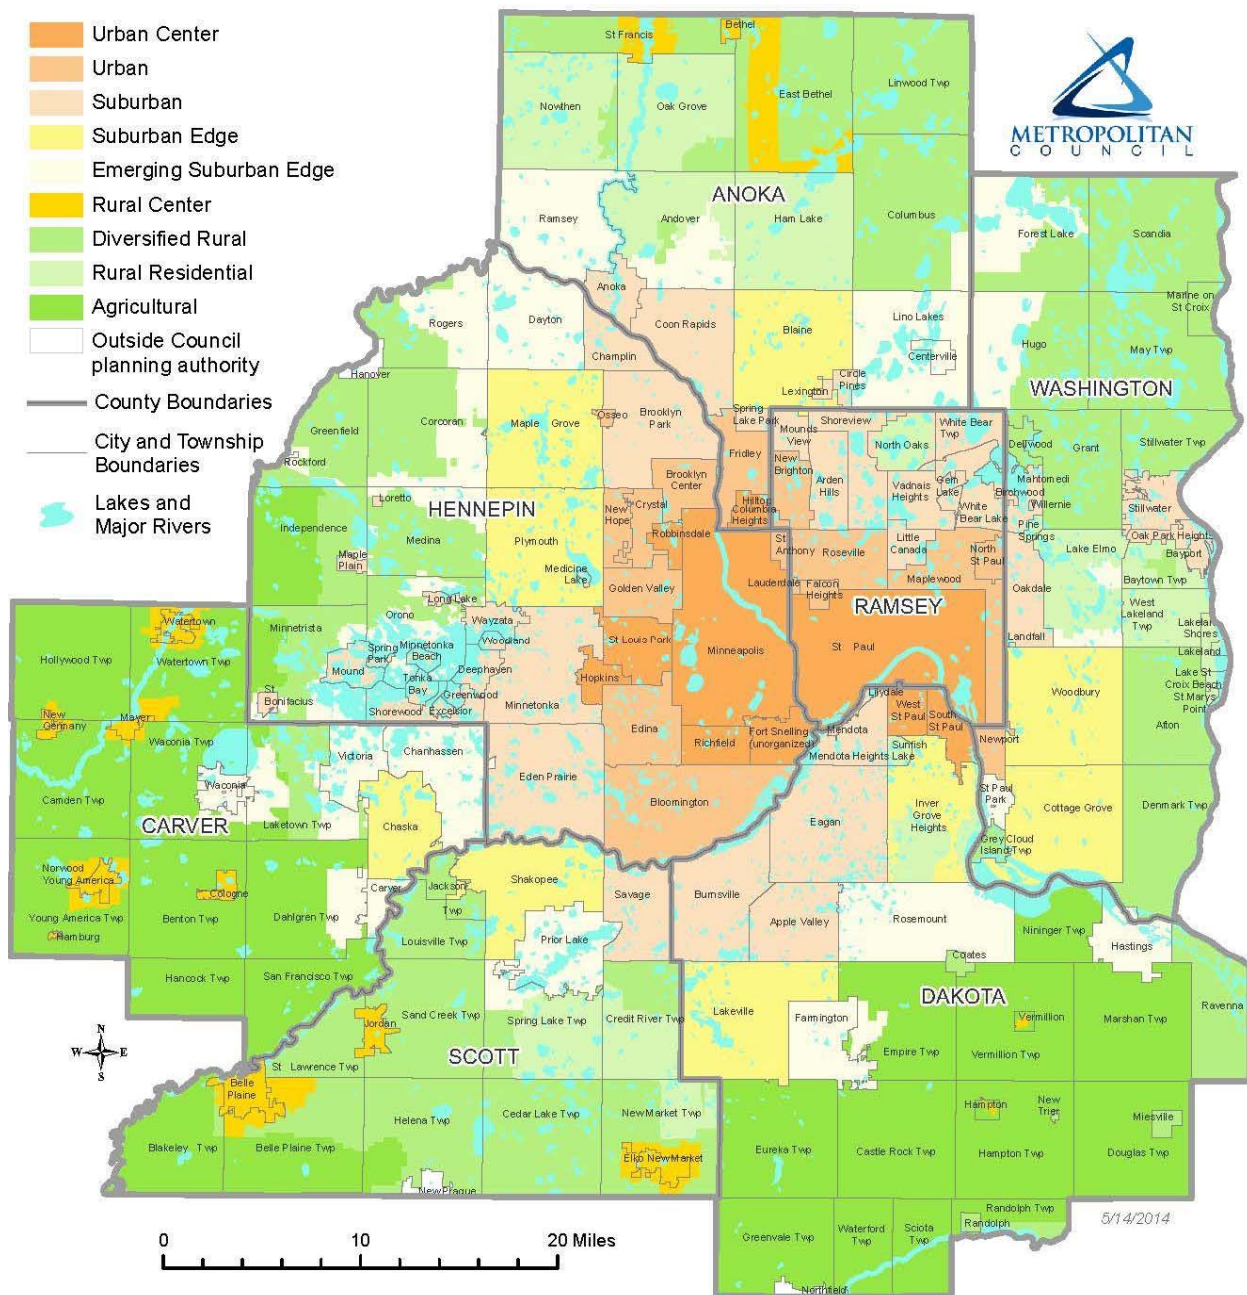 Urban Center
Urban
Suburban
Suburban Edge
Emerging Suburban Edge
Rural Center
Diversified Rural
Rural Residential
Agricultural
Outside Council
planning authority
County Boundaries
City and Township
Boundaries
Lakes and
Major Rivers
METROPOLITAN
COUNCIL
St Francis
Bethel
Nowthen
Oak Grove
East Bethel
Linwood Twp
ANOKA
Ramsey
Andover
Ham Lake
Columbus
Forest Lake
Scandia
Anoka
Marine on
St Croix
Rogers
Dayton
Coon Rapids
Blaine
Lino Lakes
Centerville
Hugo
May Twp
Champlin
Hanover
Circle
Pines
Lexington
WASHINGTON
Corcoran
Maple Grove
Osseo
Brooklyn
Park
Spring
Lake Park
Mounds
View
Shoreview
White Bear
Twp
North Oaks
Greenfield
Rockford
Fridley
New
Brighton
Arden
Hills
Vadnais
Heights
Gem
Lake
Dellwood
Grant
Stillwater Twp
Mahtomedi
Birchwood
Willernie
Brooklyn
Center
Loretto
HENNEPIN
New
Hope
Crystal
Hilltop
Columbia
Heights
White
Bear Lake
Stillwater
Independence
Medina
Plymouth
Robbinsdale
St
Anthony
Roseville
Little
Canada
North
St Paul
Pine
Springs
Lake Elmo
Oak Park Heights
Bayport
Maple
Plain
Medicine
Lake
Golden Valley
Lauderdale
Falcon
Heights
Maplewood
Oakdale
Baytown Twp
Long Lake
Orono
Wayzata
RAMSEY
West
Lakeland
Twp
Lakeland
Shores
Lakeland
Watertown
Watertown Twp
Hollywood Twp
Minnetrista
Spring
Park
Minnetonka
Beach
Woodland
Mound
Tonka
Bay
Deephaven
Greenwood
Shorewood
Excelsior
St
Bonifacius
Minnetonka
St Louis Park
Hopkins
Minneapolis
St Paul
Landfall
Woodbury
Lake St
Croix Beach
St Marys
Point
Afton
New
Germany
Mayer
Waconia Twp
Victoria
Chanhassen
Edina
Richfield
Fort Snelling
(unorganized)
Lilydale
West
St Paul
South
St Paul
Mendota
Mendota Heights
Sunfish
Lake
Newport
Eden Prairie
Waconia
Camden Twp
CARVER
Laketown Twp
Chaska
Bloomington
Eagan
Inver
Grove
Heights
St Paul
Park
Cottage Grove
Denmark Twp
Grey Cloud
Island Twp
Norwood
Young America
Cologne
Carver
Jackson
Twp
Shakopee
Savage
Burnsville
Apple Valley
Rosemount
Young America Twp
Hamburg
Benton Twp
Dahlgren Twp
Louisville Twp
Prior Lake
Nininger Twp
Hastings
Coates
Hancock Twp
San Francisco Twp
DAKOTA
Ravenna
Jordan
Sand Creek Twp
Spring Lake Twp
Credit River Twp
Lakeville
Farmington
Vermillion
Marshan Twp
N
W E
S
SCOTT
Empire Twp
Vermillion Twp
St Lawrence Twp
Belle
Plaine
Helena Twp
Cedar Lake Twp
New Market Twp
Hampton
New
Trier
Miesville
Blakeley Twp
Belle Plaine Twp
Elko New Market
Eureka Twp
Castle Rock Twp
Hampton Twp
Douglas Twp
New Prague
Randolph Twp
Randolph
5/14/2014
Greenvale Twp
Waterford
Twp
Sciota
Twp
0 10 20 Miles
Northfield